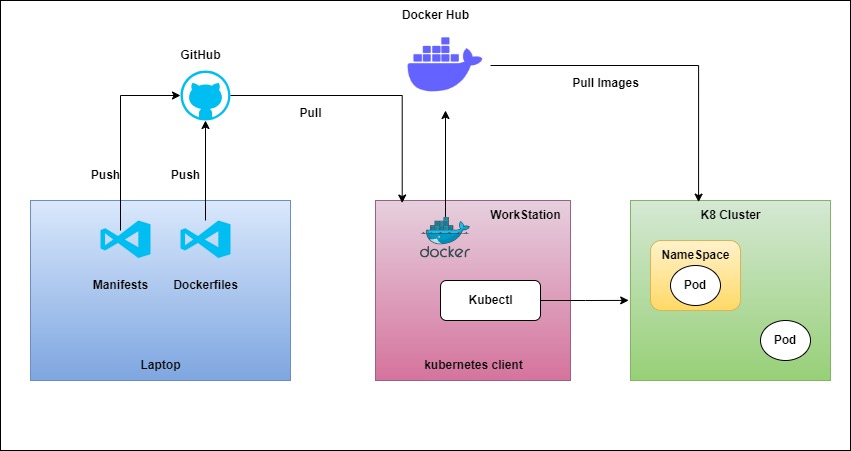 Docker Hub
GitHub
Pull Images
Pull
Push
Push
WorkStation
K8 Cluster
docker
NameSpace
Manifests
Dockerfiles
Pod
Kubectl
Pod
Laptop
kubernetes client